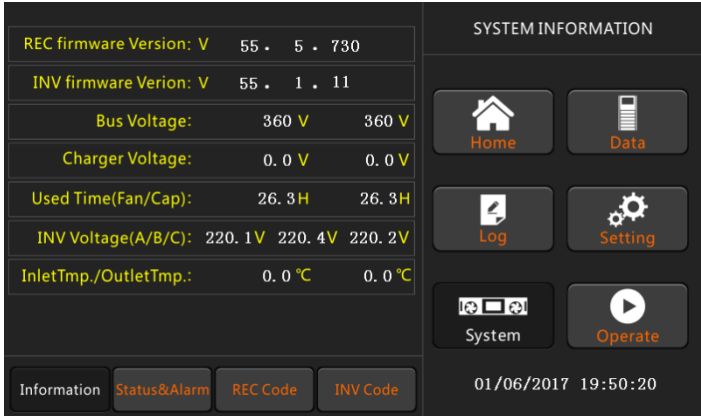 SYSTEM INFORMATION
REC firmware Version: V 55. 5. 730
INV firmware Verion: V 55. 1. 11
Bus Voltage: 360 V 360 V
Charger Voltage: 0.0 V 0.0 V
Used Time(Fan/Cap): 26.3H 26.3H
INV Voltage(A/B/C): 220.1V 220.4V 220.2V
InletTmp./OutletTmp.: 0.0 ℃ 0.0 ℃
Home Data
Log Setting
System Operate
Information Status&Alarm REC Code INV Code
01/06/2017 19:50:20